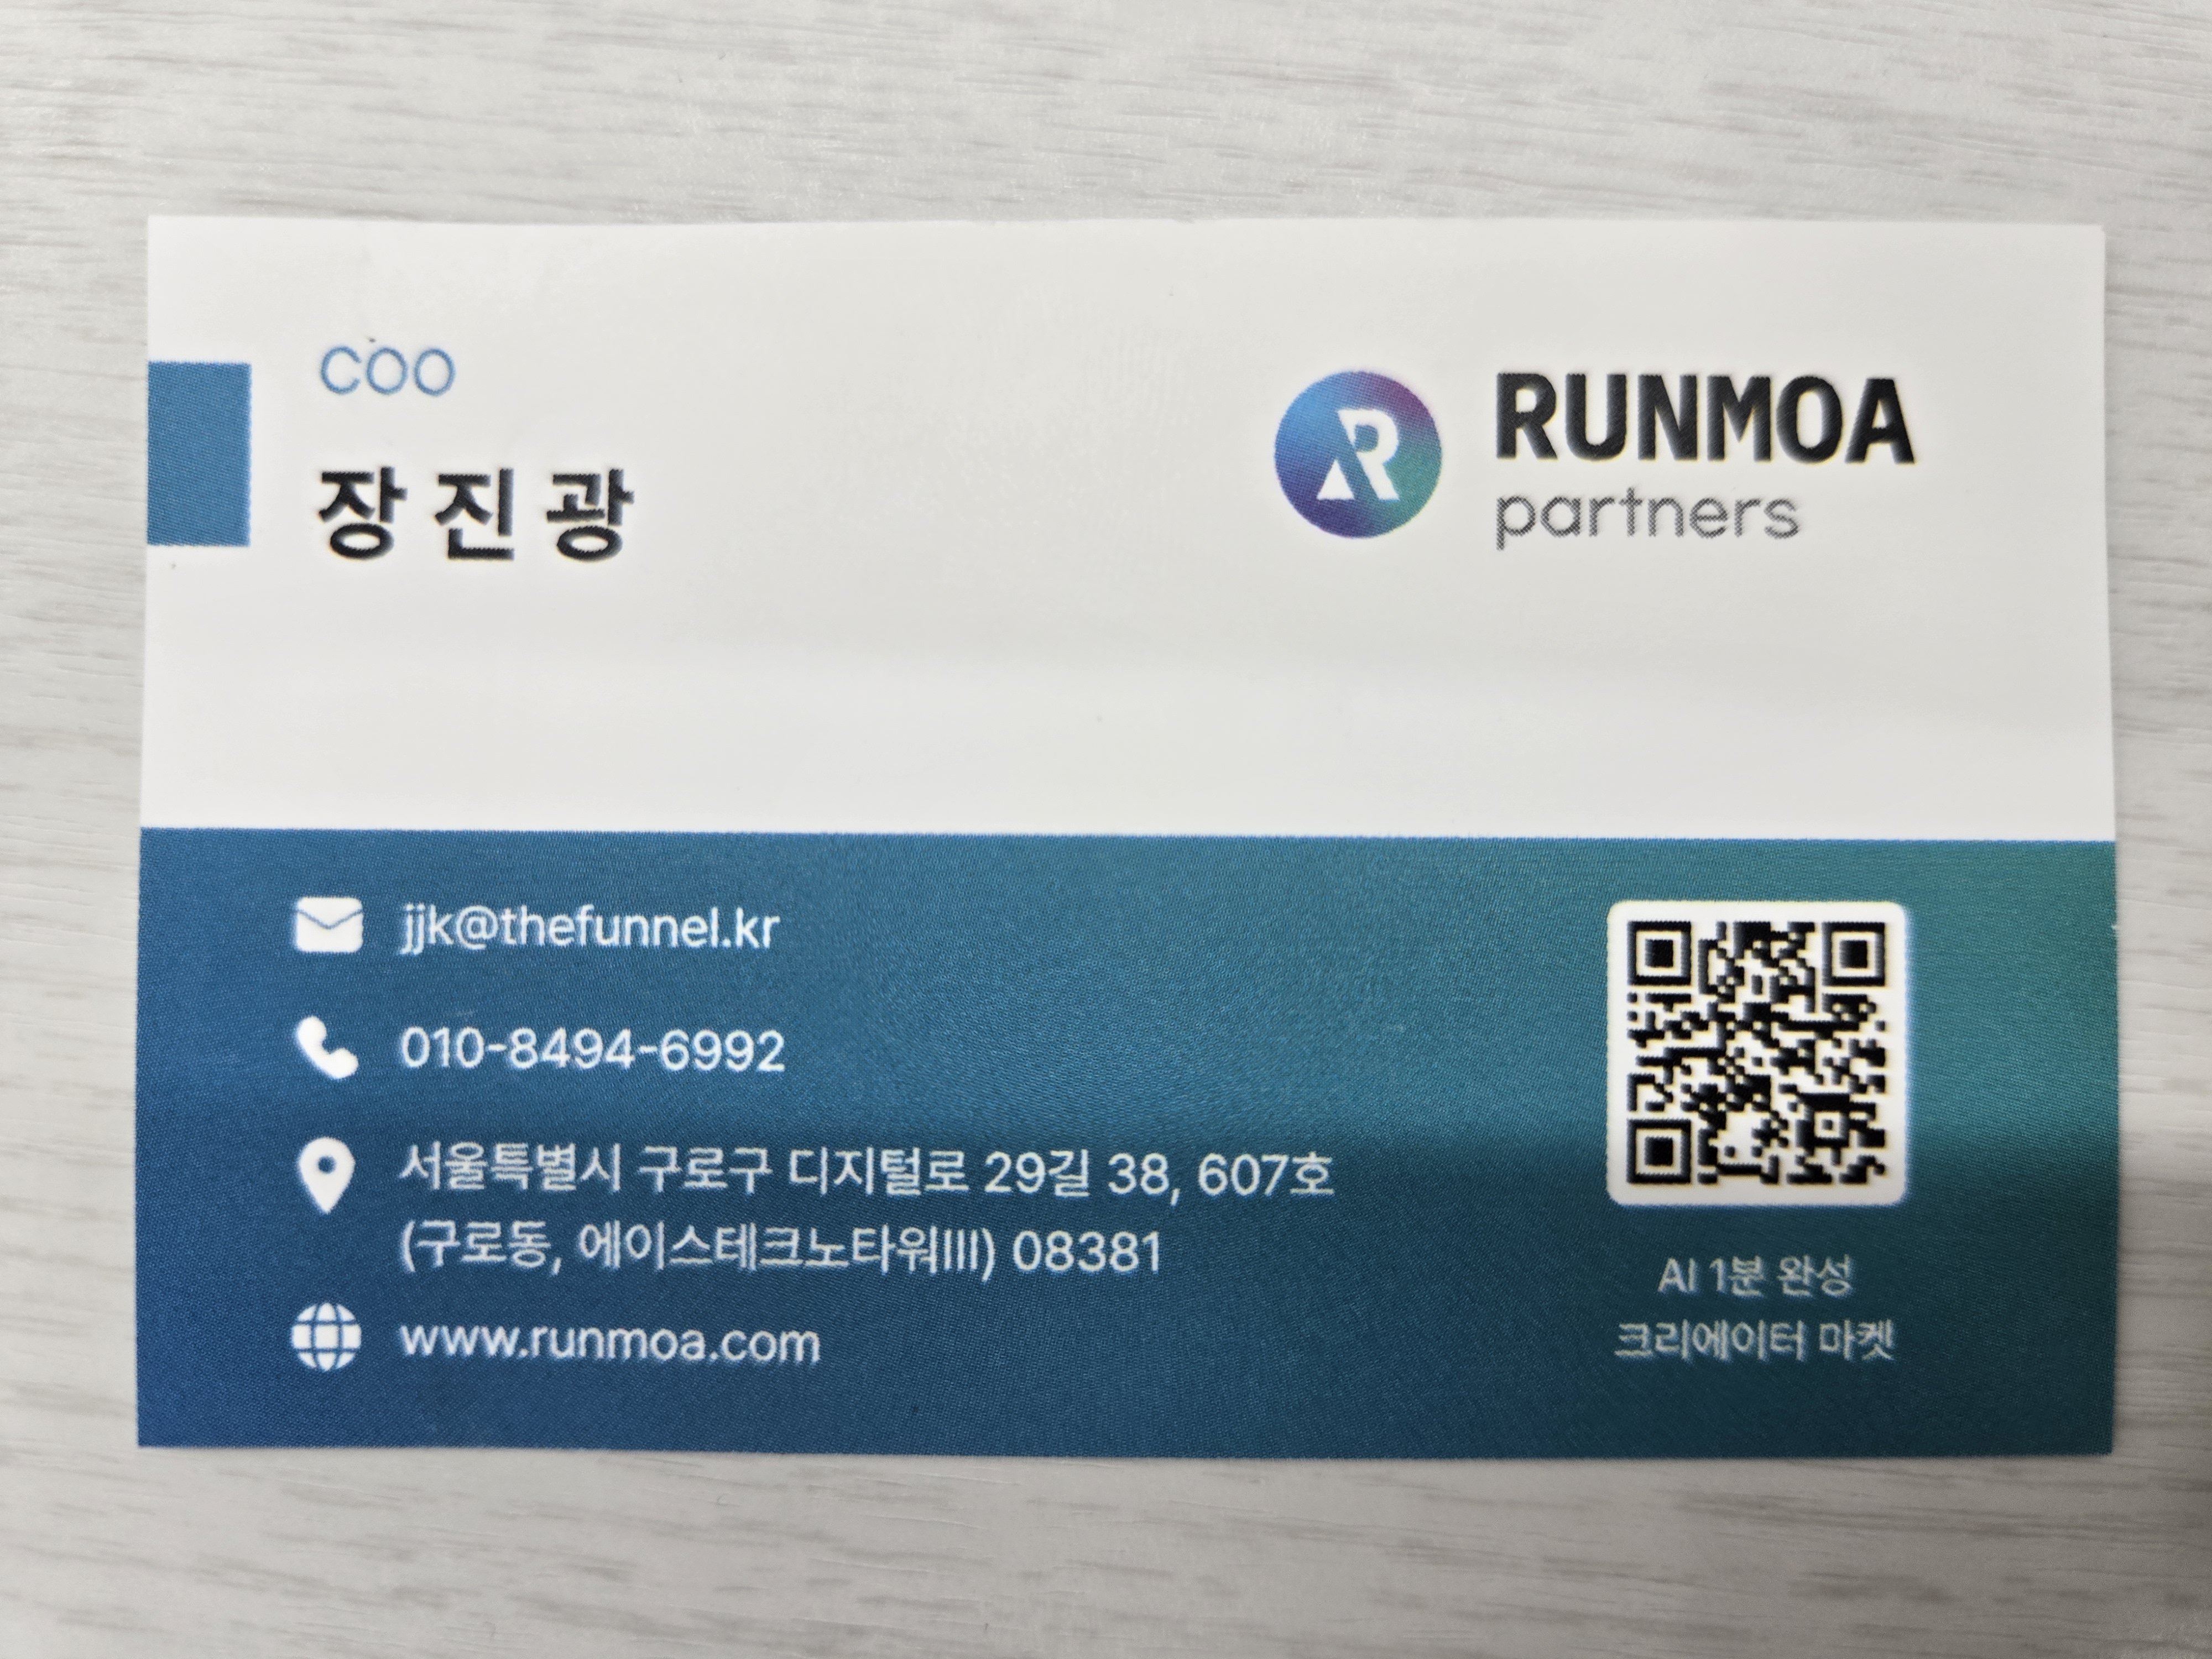 COO
장진광
RUNMOA
partners
jjk@thefunnel.kr
010-8494-6992
서울특별시 구로구 디지털로 29길 38, 607호
(구로동, 에이스테크노타워III) 08381
www.runmoa.com
AI 1분 완성
크리에이터 마켓